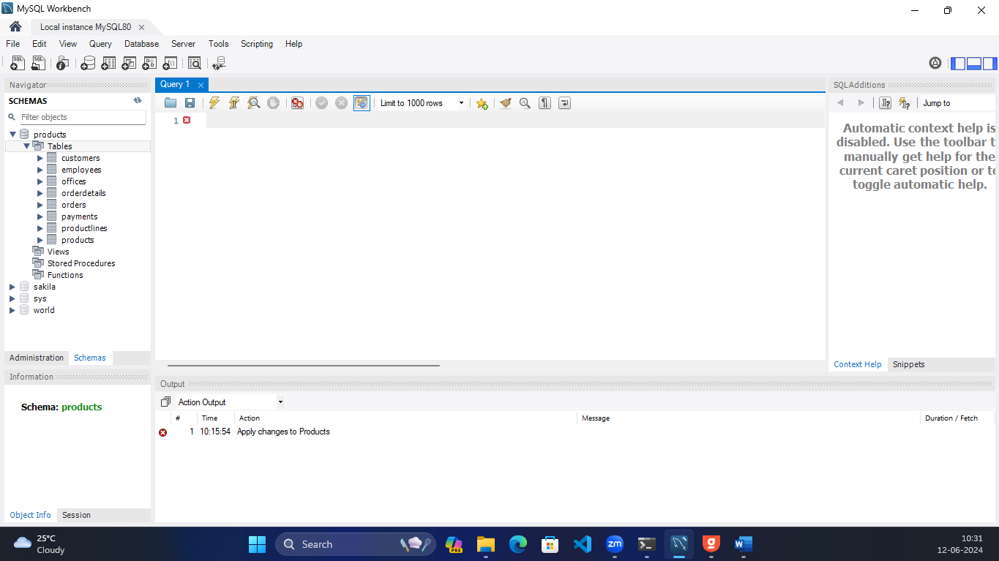 MySQL Workbench
Local instance MySQL80
File Edit View Query Database Server Tools Scripting Help
Navigator
SCHEMAS
Filter objects
products
Tables
customers
employees
offices
orderdetails
orders
payments
productlines
products
Views
Stored Procedures
Functions
sakila
sys
world
Administration Schemas
Information
Schema: products
Object Info Session
Query 1
Limit to 1000 rows
1
SQLAdditions
Jump to
Automatic context help is
disabled. Use the toolbar t
manually get help for the
current caret position or to
toggle automatic help.
Context Help Snippets
Output
Action Output
# Time Action Message Duration / Fetch
1 10:15:54 Apply changes to Products
25°C
Cloudy
Search
PRE
zm
10:31
12-06-2024